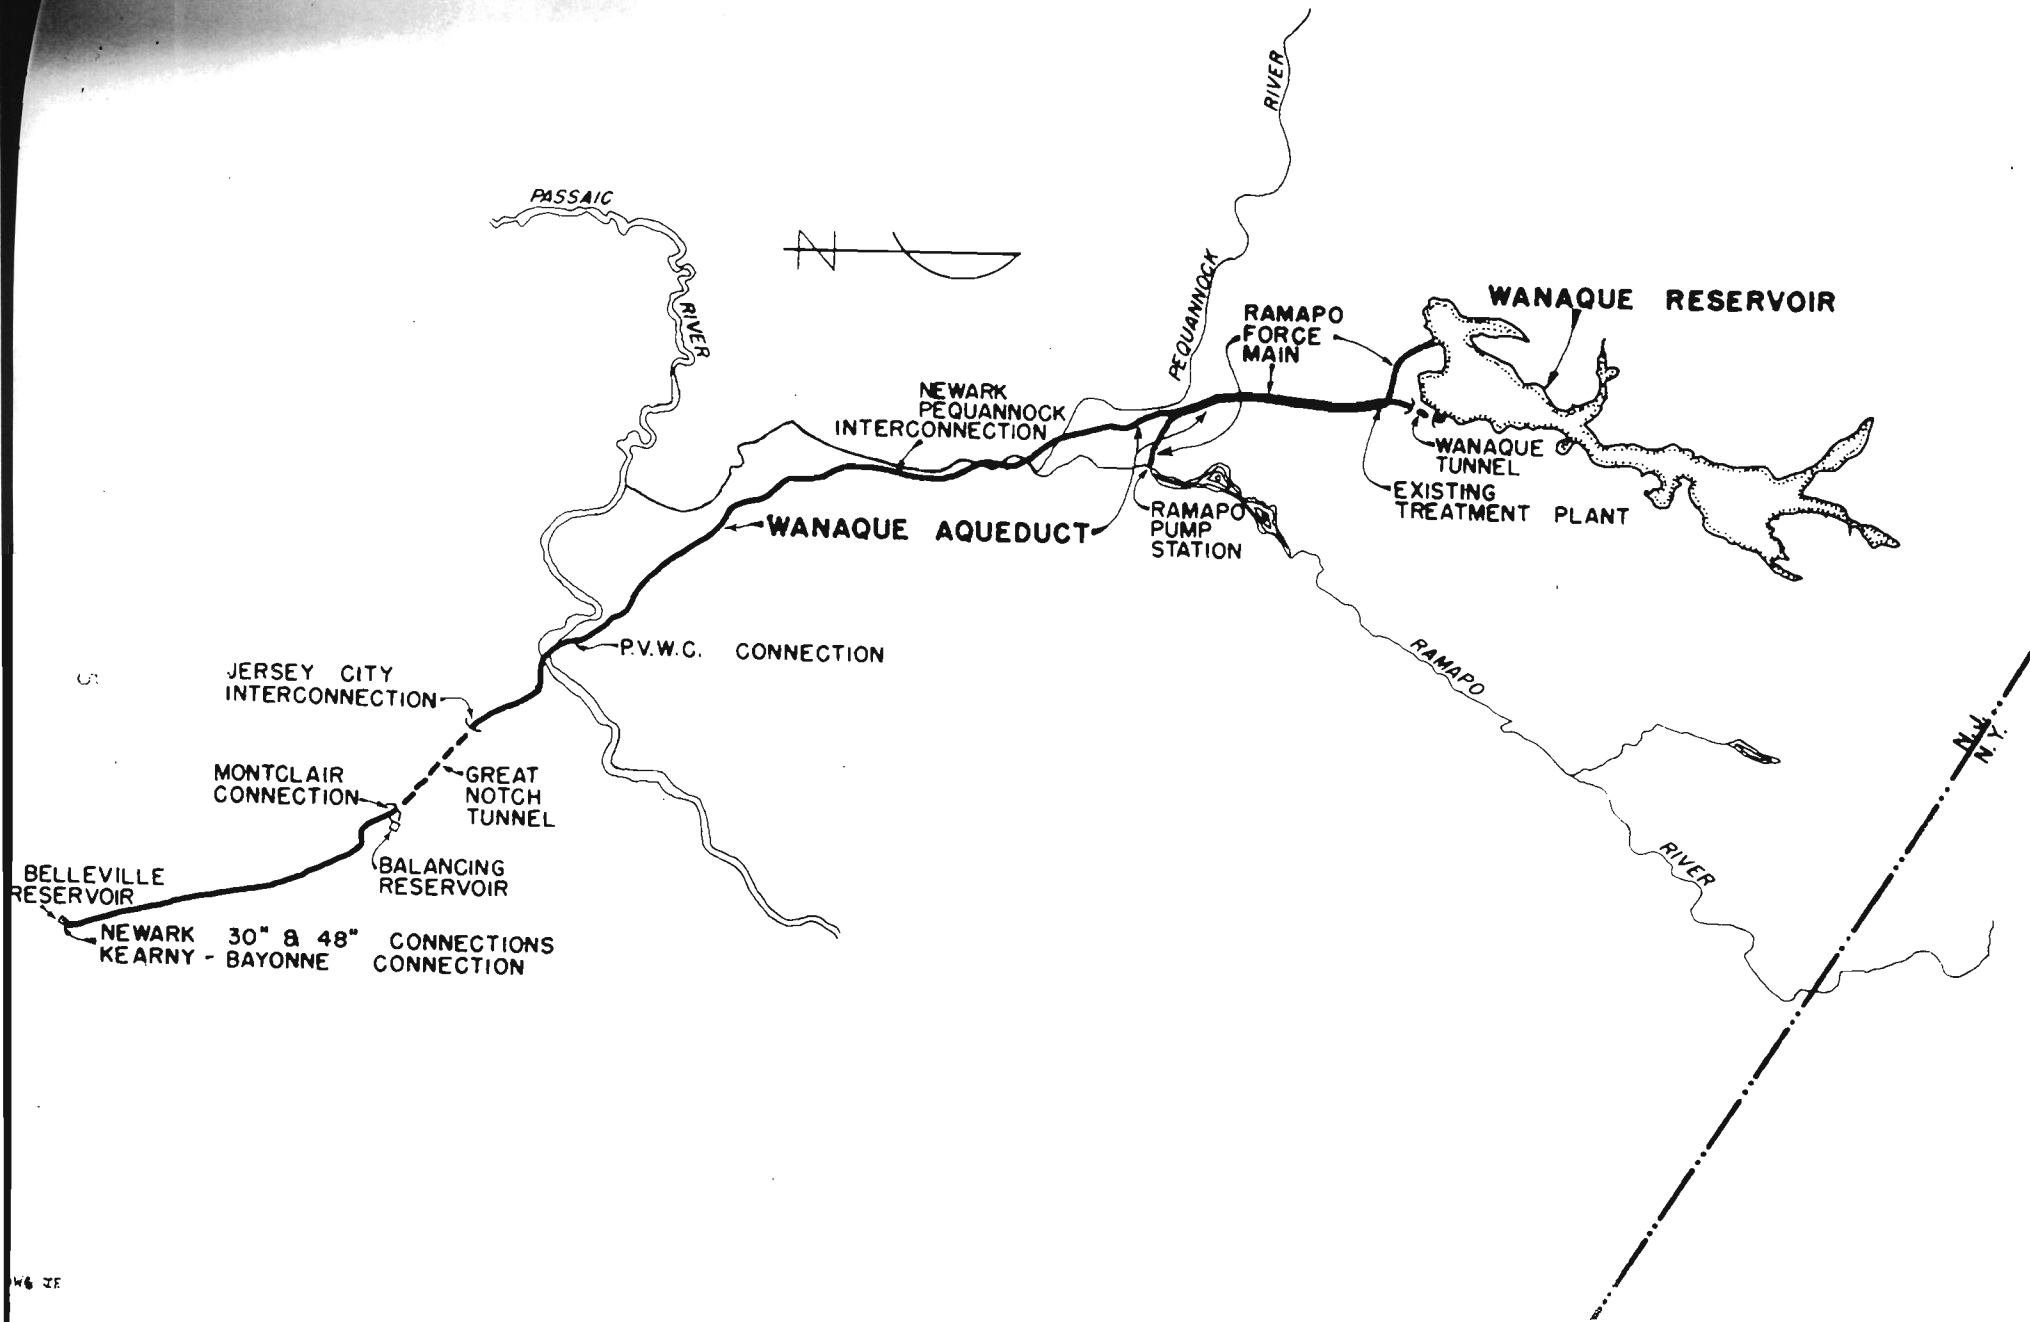 PASSAIC
RIVER
N
PEQUANNOCK
RIVER
WANAQUE RESERVOIR
RAMAPO
FORCE
MAIN
NEWARK
PEQUANNOCK
INTERCONNECTION
WANAQUE
TUNNEL
EXISTING
TREATMENT PLANT
WANAQUE AQUEDUCT
RAMAPO
PUMP
STATION
P.V.W.C. CONNECTION
RAMAPO
RIVER
N.J.
N.Y.
JERSEY CITY
INTERCONNECTION
5
MONTCLAIR
CONNECTION
GREAT
NOTCH
TUNNEL
BALANCING
RESERVOIR
BELLEVILLE
RESERVOIR
NEWARK 30" & 48" CONNECTIONS
KEARNY - BAYONNE CONNECTION